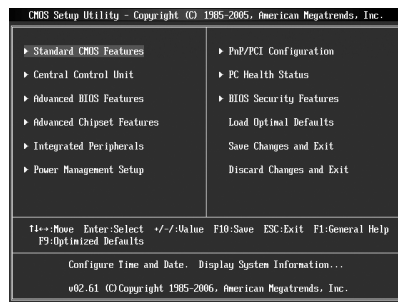 CMOS Setup Utility - Copyright (C) 1985-2005, American Megatrends, Inc.
▸ Standard CMOS Features
▸ Central Control Unit
▸ Advanced BIOS Features
▸ Advanced Chipset Features
▸ Integrated Peripherals
▸ Power Management Setup
▸ PnP/PCI Configuration
▸ PC Health Status
▸ BIOS Security Features
Load Optimal Defaults
Save Changes and Exit
Discard Changes and Exit
↑↓↔:Move Enter:Select +/-/:Value F10:Save ESC:Exit F1:General Help
F9:Optimized Defaults
Configure Time and Date. Display System Information...
v02.61 (C)Copyright 1985-2006, American Megatrends, Inc.